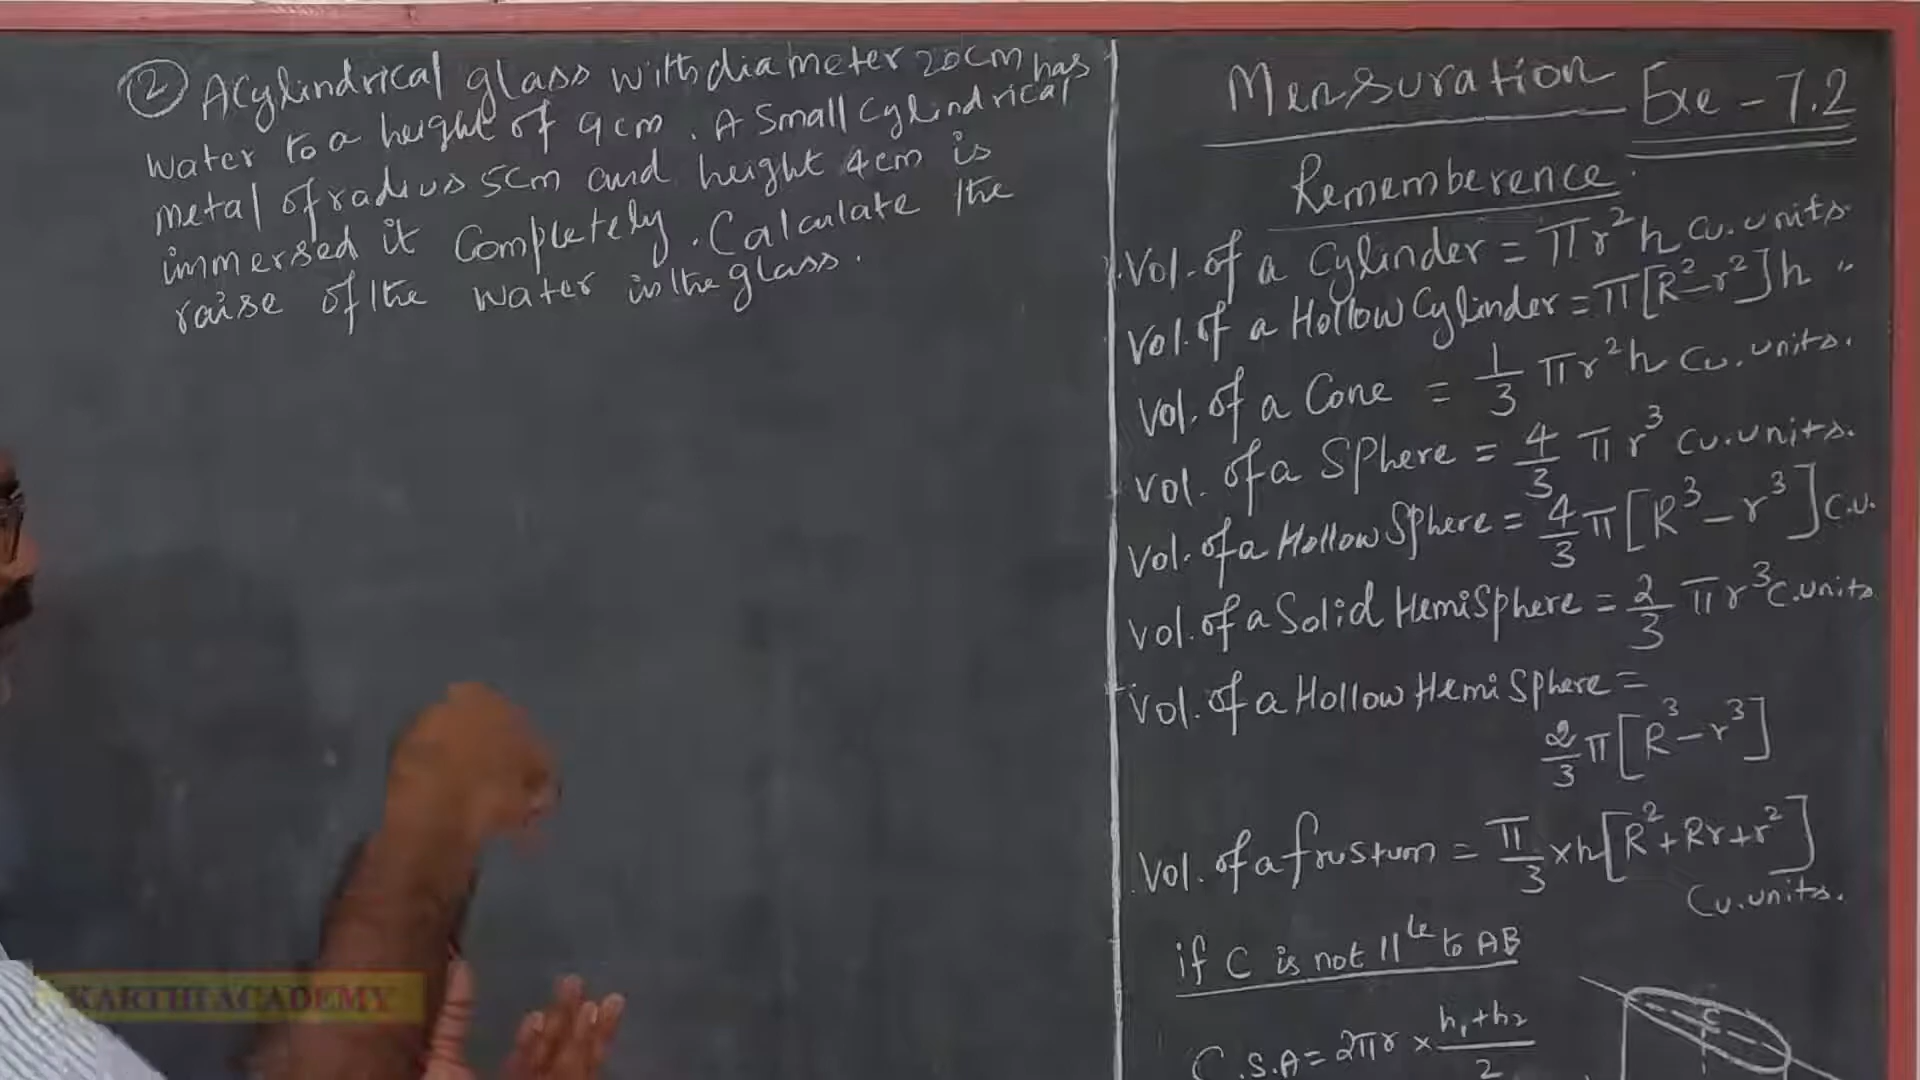 ② A Cylindrical glass with diameter 20cm has
water to a height of 9cm. A small Cylindrical
metal of radius 5cm and height 4cm is
immersed it Completely. Calculate the
raise of the water in the glass.
Mensuration Exe - 7.2
Rememberence
Vol. of a Cylinder = πr²h Cu.units.
Vol. of a Hollow Cylinder = π[R²-r²]h "
Vol. of a Cone = 1/3 πr²h Cu. units.
Vol. of a Sphere = 4/3 πr³ Cu.units.
Vol. of a Hollow Sphere = 4/3 π[R³-r³] C.U.
Vol. of a Solid Hemisphere = 2/3 πr³ C.units
Vol. of a Hollow Hemi Sphere =
2/3 π[R³-r³]
Vol. of a frustum = π/3 ×h[R²+Rr+r²]
Cu.units.
if C is not 11le to AB
C.S.A = 2πr × h₁+h₂/2
C
KARTHI ACADEMY